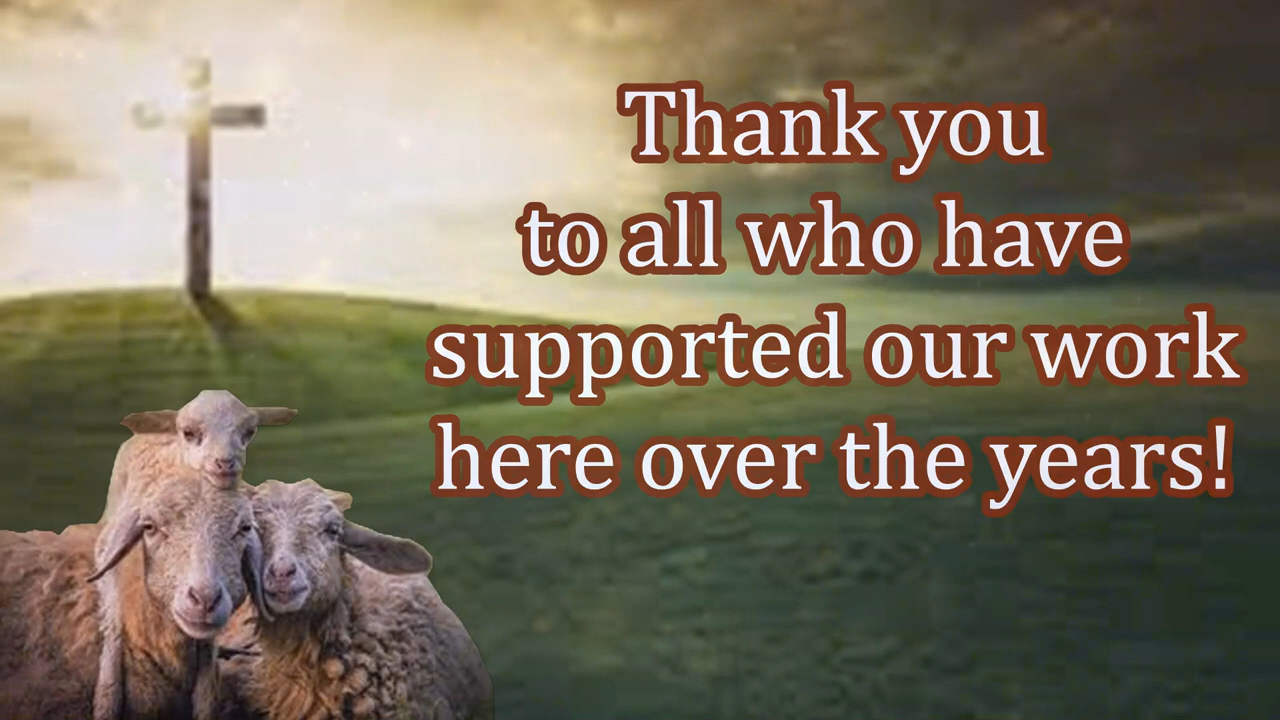 Thank you
to all who have
supported our work
here over the years!